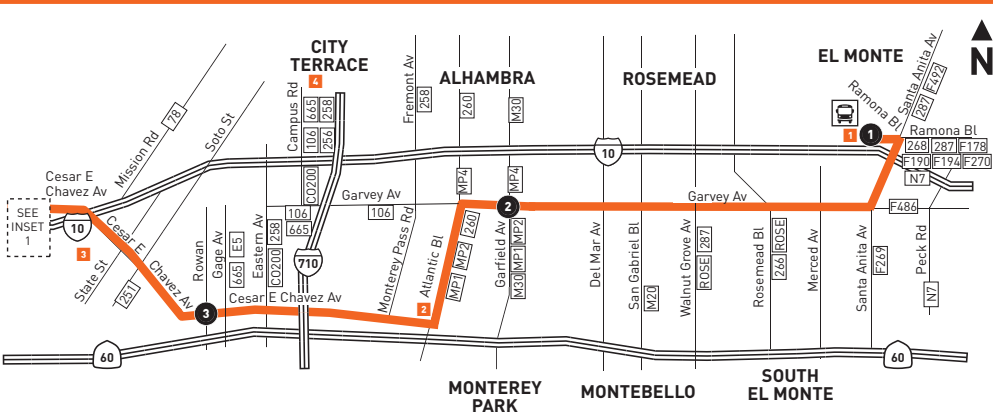 N
CITY
TERRACE
4
ALHAMBRA
ROSEMEAD
EL MONTE
Mission Rd
78
Soto St
Campus Rd
665 258
106 256
CO200
Fremont Av
258
260
M30
Santa Anita Av
287 F492
Ramona Bl
1
1
Ramona Bl
268 287 F178
F190 F194 F270
N7
10
Cesar E
Chavez Av
SEE
INSET
1
10
3
Cesar E Chavez Av
State St
251
Rowan
Gage Av
665 E5
Eastern Av
CO200 258
106
665
710
Garvey Av
106
MP4
MP4
2
Garvey Av
F486
Monterey Pass Rd
Atlantic Bl
2
MP1 MP2 260
Garfield Av
M30 MP1 MP2
Del Mar Av
San Gabriel Bl
M20
Walnut Grove Av
ROSE 287
Rosemead Bl
266 ROSE
Merced Av
Santa Anita Av
F269
Peck Rd
N7
3
Cesar E Chavez Av
60
60
MONTEREY
PARK
MONTEBELLO
SOUTH
EL MONTE